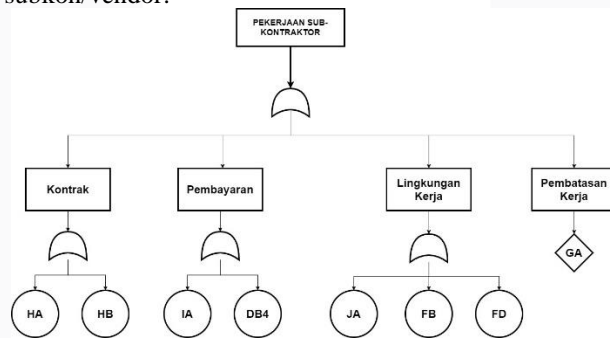 subkon/vendor.
PEKERJAAN SUB-
KONTRAKTOR
Kontrak
Pembayaran
Lingkungan
Kerja
Pembatasan
Kerja
GA
HA
HB
IA
DB4
JA
FB
FD